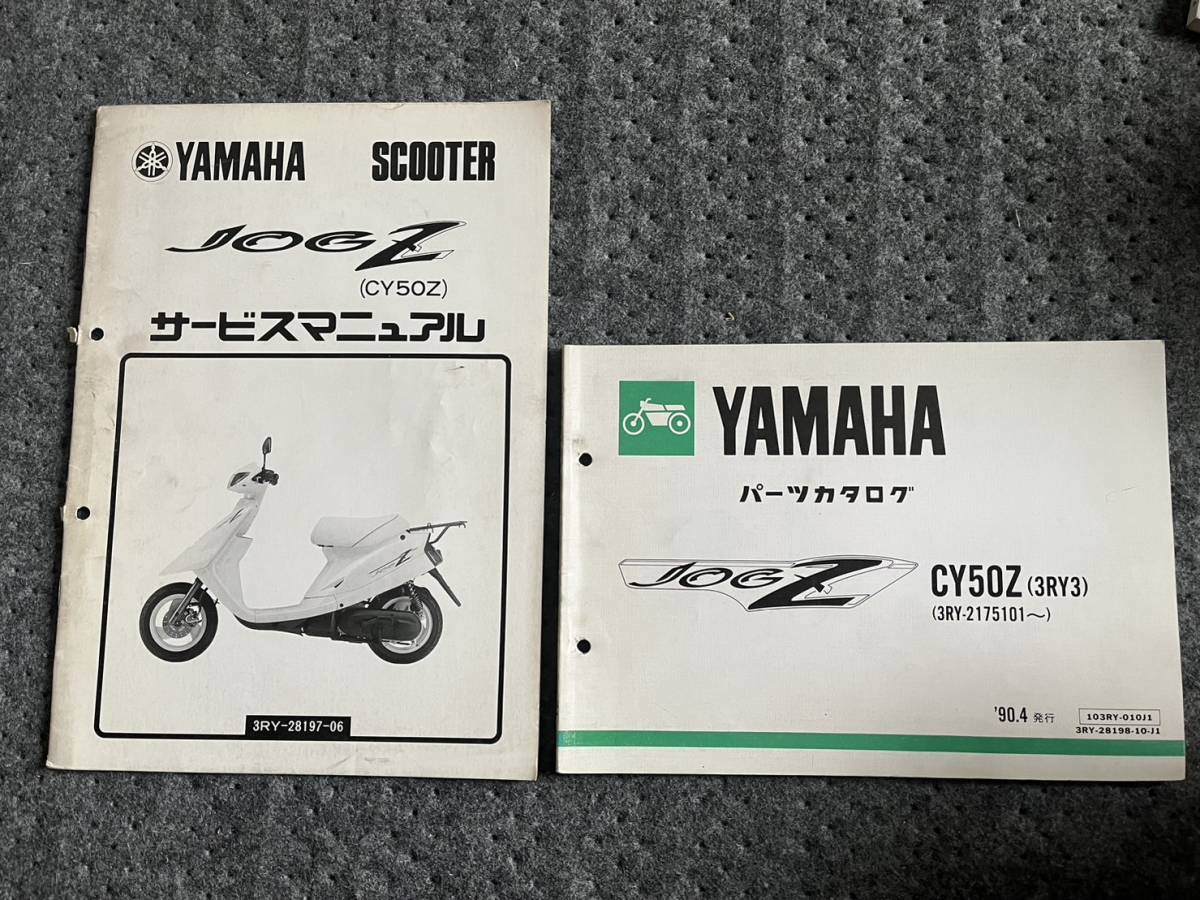 YAMAHA SCOOTER
JOG Z
(CY50Z)
サービスマニュアル
3RY-28197-06
YAMAHA
パーツカタログ
JOG Z
CY50Z (3RY3)
(3RY-2175101〜)
'90.4 発行
103RY-010J1
3RY-28198-10-J1